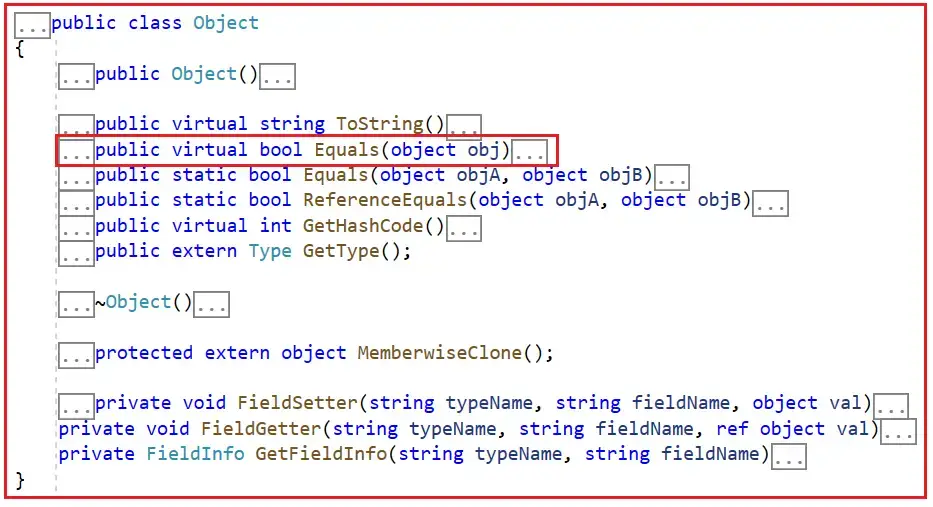 ...public class Object
{
...public Object()...
...public virtual string ToString()...
...public virtual bool Equals(object obj)...
...public static bool Equals(object objA, object objB)...
...public static bool ReferenceEquals(object objA, object objB)...
...public virtual int GetHashCode()...
...public extern Type GetType();
...~Object()...
...protected extern object MemberwiseClone();
...private void FieldSetter(string typeName, string fieldName, object val)...
private void FieldGetter(string typeName, string fieldName, ref object val)...
private FieldInfo GetFieldInfo(string typeName, string fieldName)...
}